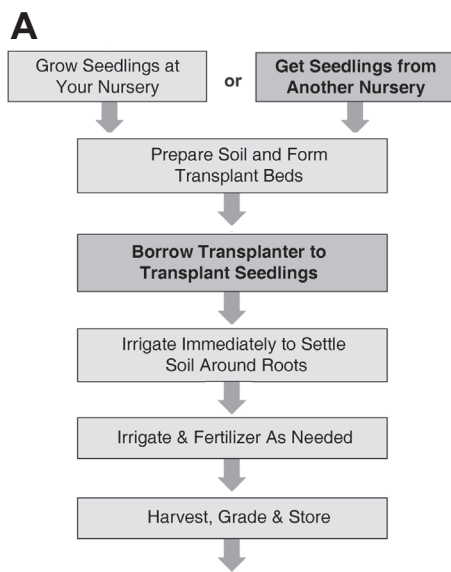 A
Grow Seedlings at
Your Nursery
or
Get Seedlings from
Another Nursery
Prepare Soil and Form
Transplant Beds
Borrow Transplanter to
Transplant Seedlings
Irrigate Immediately to Settle
Soil Around Roots
Irrigate & Fertilizer As Needed
Harvest, Grade & Store